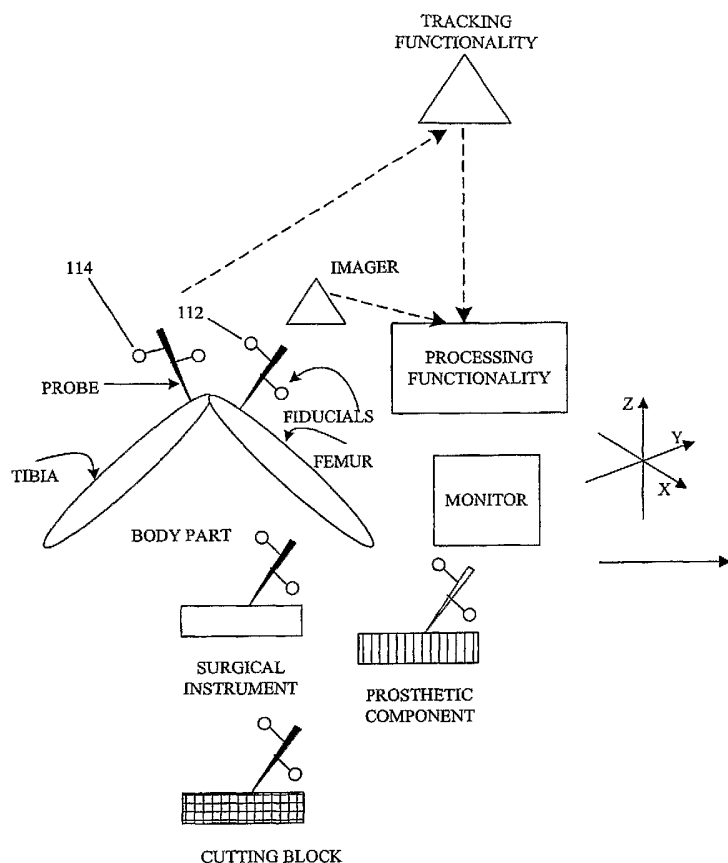 TRACKING
FUNCTIONALITY
114
IMAGER
112
PROCESSING
FUNCTIONALITY
PROBE
FIDUCIALS
Z
Y
X
TIBIA
FEMUR
MONITOR
BODY PART
SURGICAL
INSTRUMENT
PROSTHETIC
COMPONENT
CUTTING BLOCK